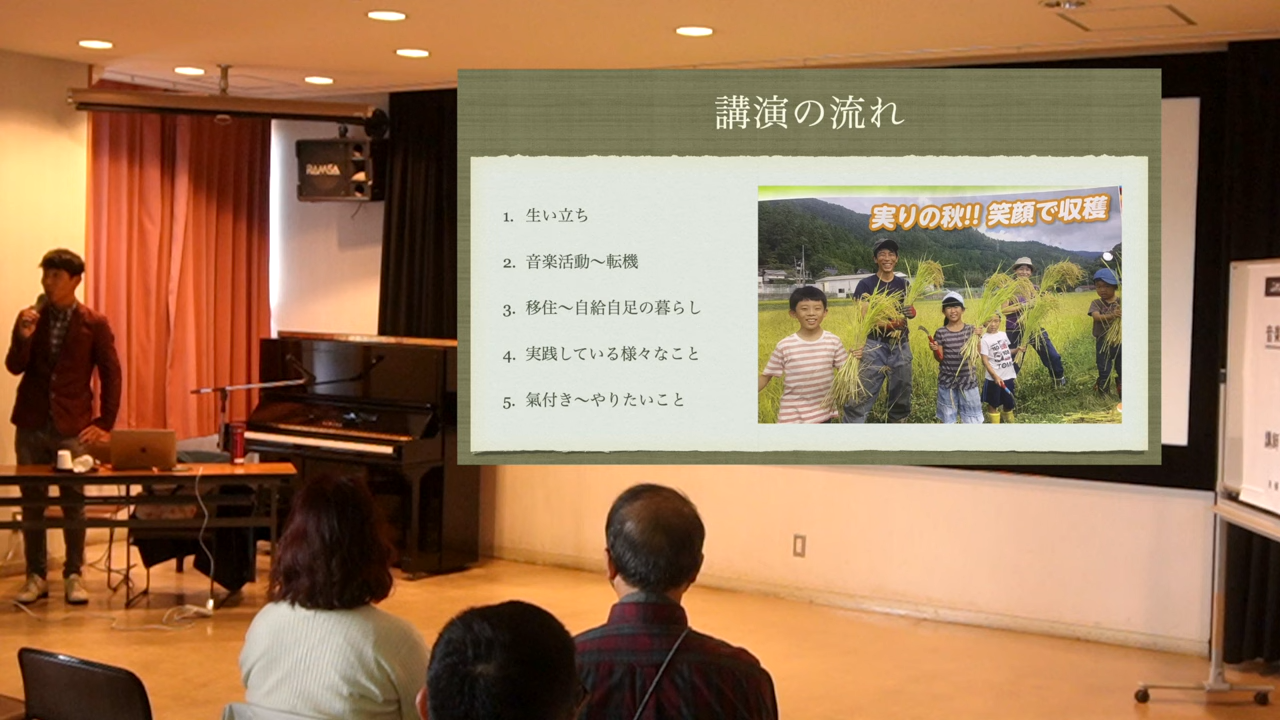 講演の流れ
1. 生い立ち
2. 音楽活動〜転機
3. 移住〜自給自足の暮らし
4. 実践している様々なこと
5. 氣付き〜やりたいこと
実りの秋!! 笑顔で収穫
RAMSA